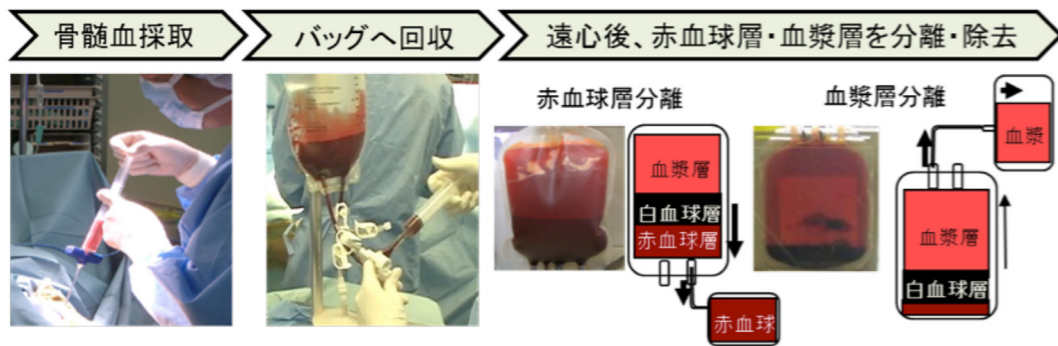 骨髄血採取
バッグへ回収
遠心後、赤血球層・血漿層を分離・除去
赤血球層分離
血漿層分離
血漿層
白血球層
赤血球層
赤血球
血漿
血漿層
白血球層